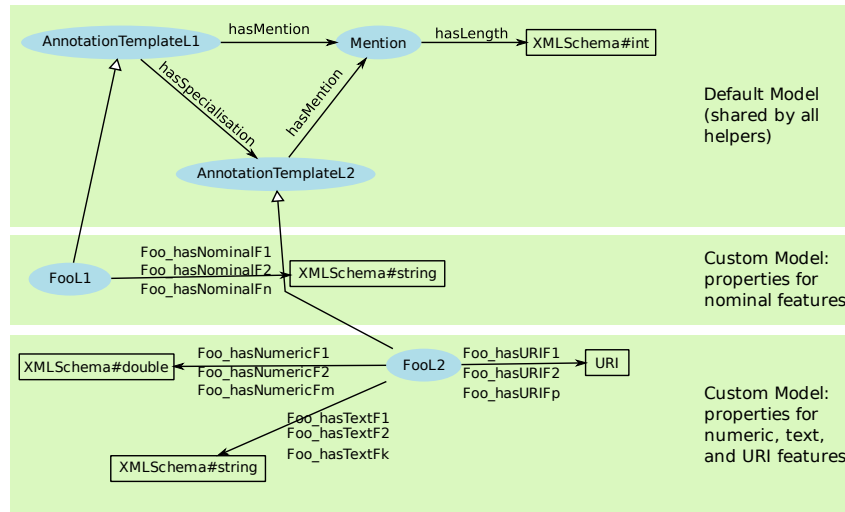 hasMention
AnnotationTemplateL1
Mention
hasLength
XMLSchema#int
hasSpecialisation
hasMention
Default Model
(shared by all
helpers)
AnnotationTemplateL2
FooL1
Foo_hasNominalF1
Foo_hasNominalF2
Foo_hasNominalFn
XMLSchema#string
Custom Model:
properties for
nominal features
XMLSchema#double
Foo_hasNumericF1
Foo_hasNumericF2
Foo_hasNumericFm
FooL2
Foo_hasURIF1
Foo_hasURIF2
Foo_hasURIFp
URI
Foo_hasTextF1
Foo_hasTextF2
Foo_hasTextFk
XMLSchema#string
Custom Model:
properties for
numeric, text,
and URI features